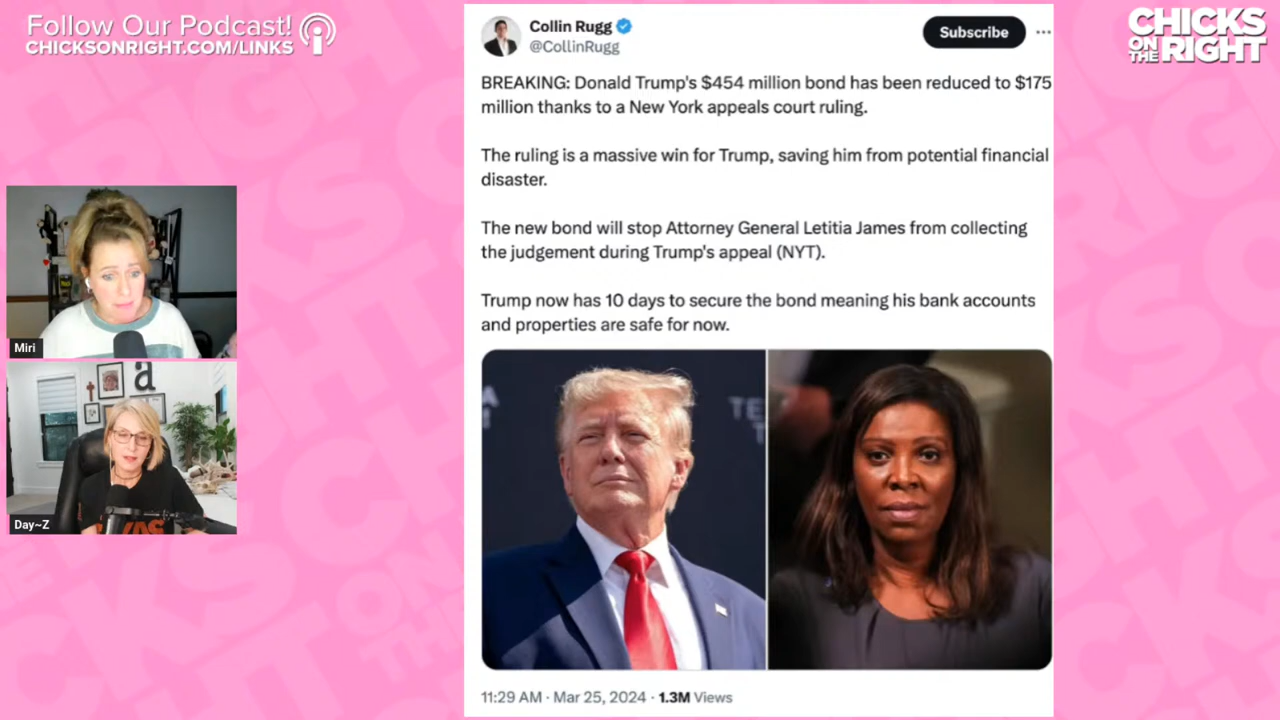 Follow Our Podcast!
CHICKSONRIGHT.COM/LINKS
CHICKS
ON THE RIGHT
Collin Rugg
@CollinRugg
Subscribe
BREAKING: Donald Trump's $454 million bond has been reduced to $175
million thanks to a New York appeals court ruling.
The ruling is a massive win for Trump, saving him from potential financial
disaster.
The new bond will stop Attorney General Letitia James from collecting
the judgement during Trump's appeal (NYT).
Trump now has 10 days to secure the bond meaning his bank accounts
and properties are safe for now.
Miri
a
Day~Z
11:29 AM · Mar 25, 2024 · 1.3M Views